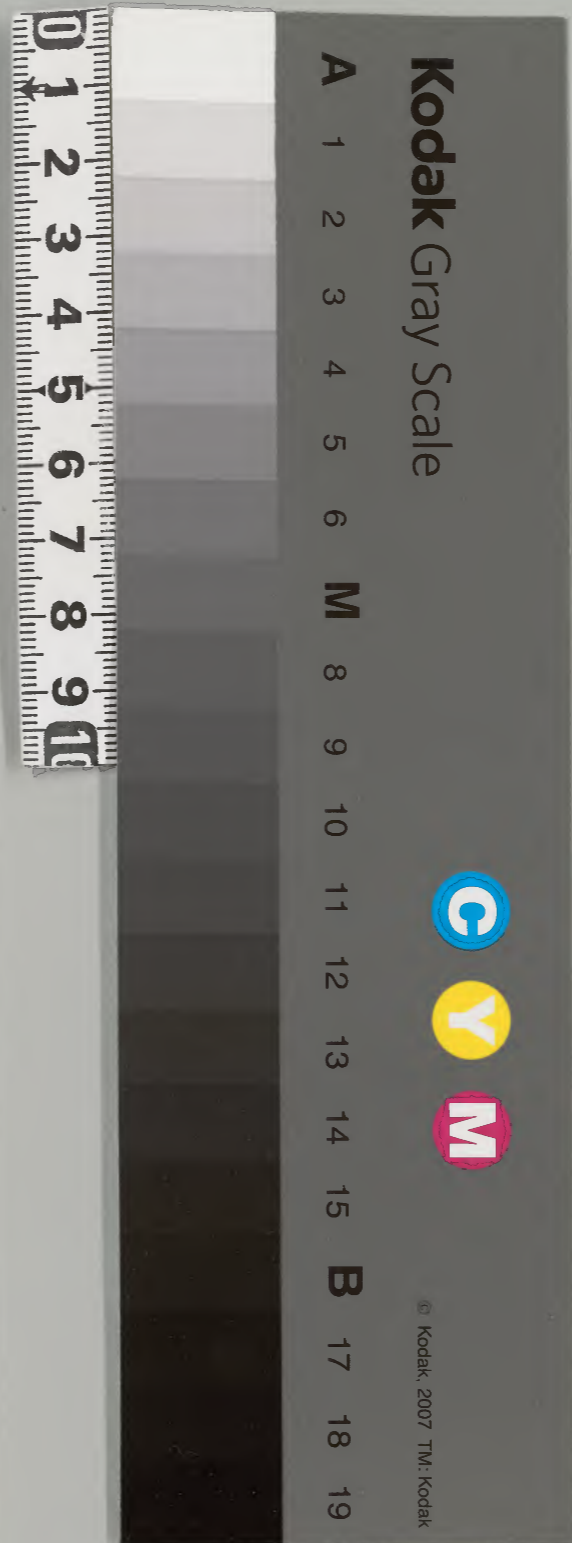 Kodak Gray Scale
C Y M
© Kodak, 2007 TM: Kodak
A 1 2 3 4 5 6 M 8 9 10 11 12 13 14 15 B 17 18 19
0 1 2 3 4 5 6 7 8 9 10